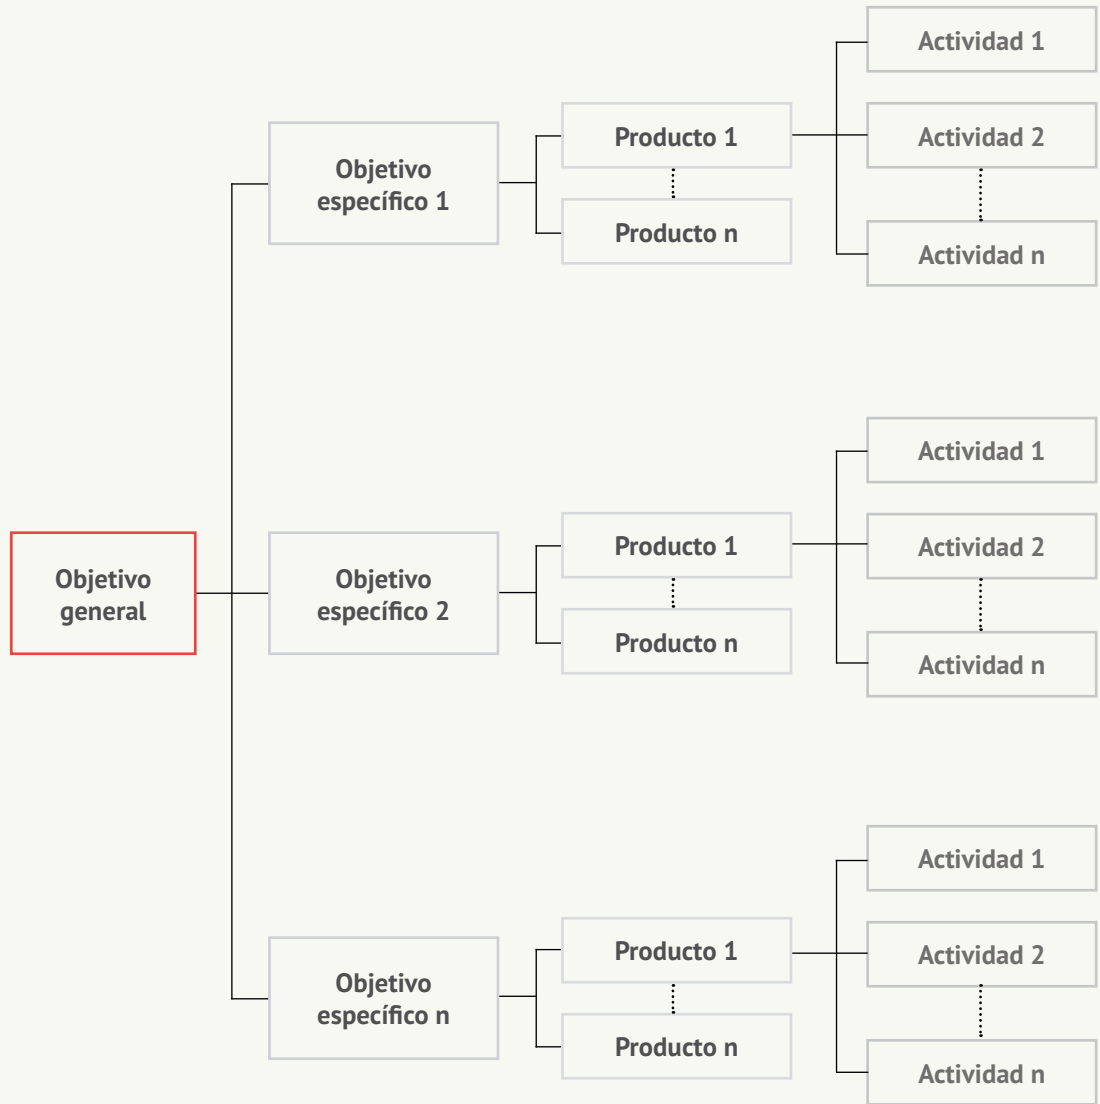 Actividad 1
Producto 1
Actividad 2
Objetivo
específico 1
Producto n
Actividad n
Actividad 1
Producto 1
Actividad 2
Objetivo
general
Objetivo
específico 2
Producto n
Actividad n
Actividad 1
Producto 1
Actividad 2
Objetivo
específico n
Producto n
Actividad n